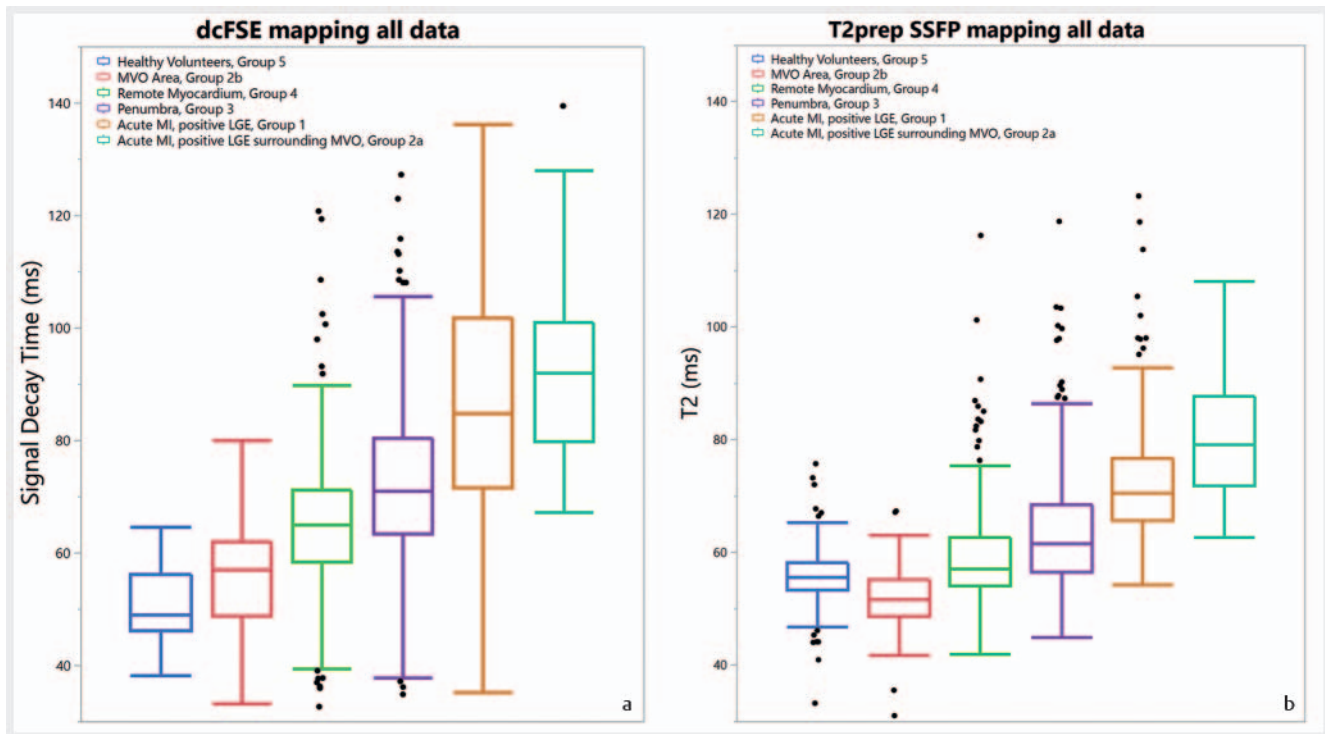 dcFSE mapping all data
Healthy Volunteers, Group 5
MVO Area, Group 2b
Remote Myocardium, Group 4
Penumbra, Group 3
Acute MI, positive LGE, Group 1
Acute MI, positive LGE surrounding MVO, Group 2a
Signal Decay Time (ms)
140
120
100
80
60
40
a
T2prep SSFP mapping all data
Healthy Volunteers, Group 5
MVO Area, Group 2b
Remote Myocardium, Group 4
Penumbra, Group 3
Acute MI, positive LGE, Group 1
Acute MI, positive LGE surrounding MVO, Group 2a
T2 (ms)
140
120
100
80
60
40
b